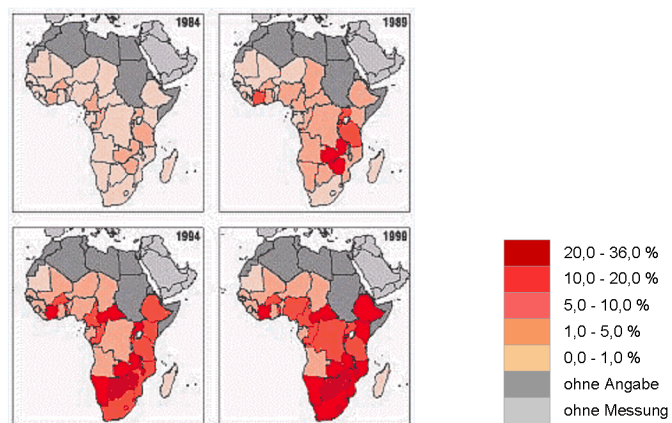 1984
1989
1994
1999
20,0 - 36,0 %
10,0 - 20,0 %
5,0 - 10,0 %
1,0 - 5,0 %
0,0 - 1,0 %
ohne Angabe
ohne Messung